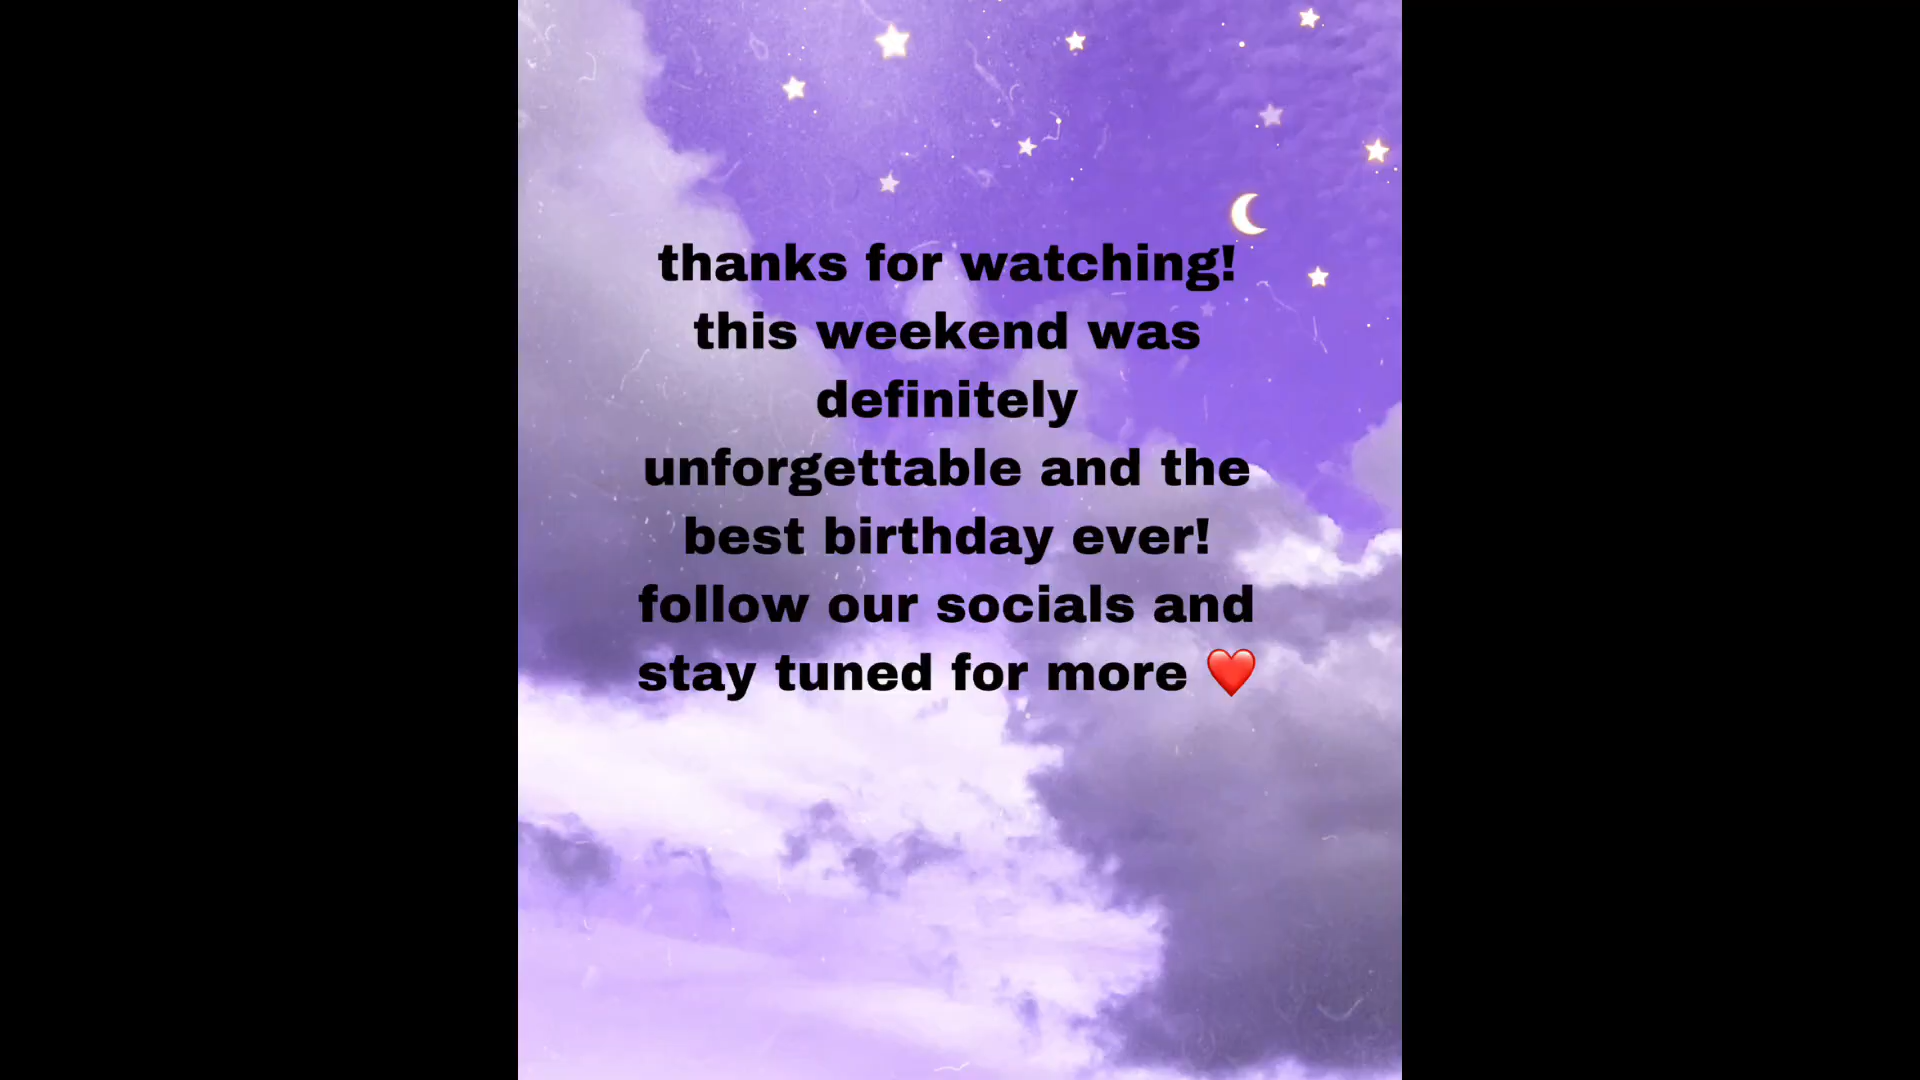 thanks for watching!
this weekend was
definitely
unforgettable and the
best birthday ever!
follow our socials and
stay tuned for more ❤️